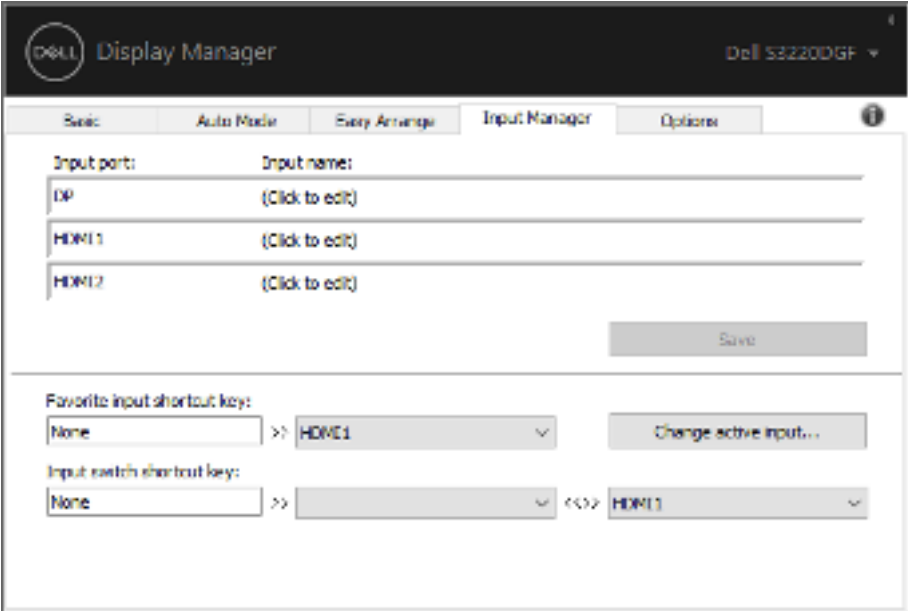 DELL Display Manager
Dell S3220DGF
Basic Auto Mode Easy Arrange Input Manager Options
Input port: Input name:
DP (Click to edit)
HDMI1 (Click to edit)
HDMI2 (Click to edit)
Save
Favorite input shortcut key:
None >> HDMI1 Change active input...
Input switch shortcut key:
None >> <<>> HDMI1